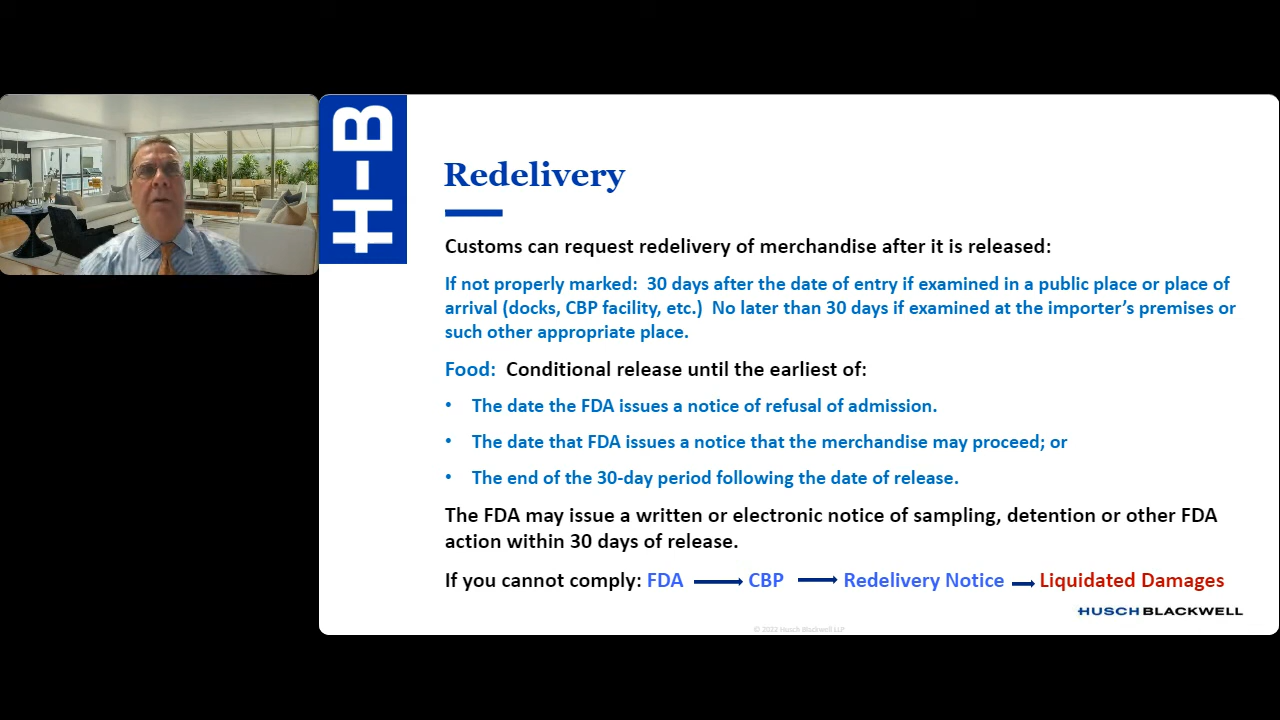 H-B
Redelivery
Customs can request redelivery of merchandise after it is released:
If not properly marked: 30 days after the date of entry if examined in a public place or place of
arrival (docks, CBP facility, etc.) No later than 30 days if examined at the importer’s premises or
such other appropriate place.
Food: Conditional release until the earliest of:
• The date the FDA issues a notice of refusal of admission.
• The date that FDA issues a notice that the merchandise may proceed; or
• The end of the 30-day period following the date of release.
The FDA may issue a written or electronic notice of sampling, detention or other FDA
action within 30 days of release.
If you cannot comply: FDA CBP Redelivery Notice Liquidated Damages
HUSCH BLACKWELL
© 2022 Husch Blackwell LLP